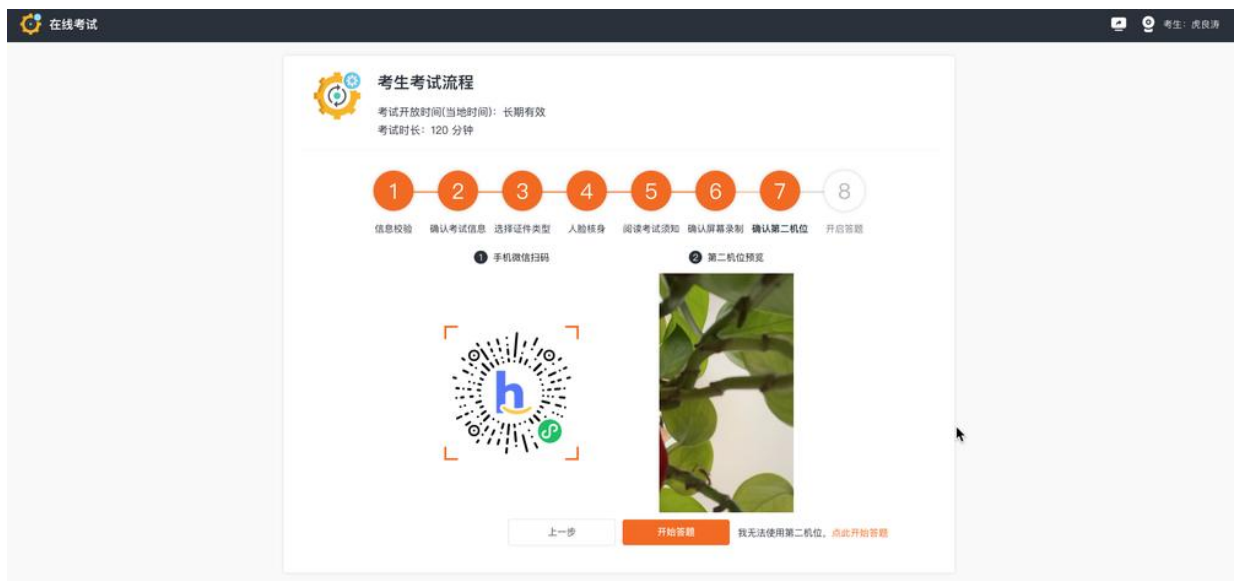 在线考试
考生：虎良涛
考生考试流程
考试开放时间(当地时间)：长期有效
考试时长：120 分钟
1 2 3 4 5 6 7 8
信息校验 确认考试信息 选择证件类型 人脸核身 阅读考试须知 确认屏幕录制 确认第二机位 开启答题
1 手机微信扫码
2 第二机位预览
h
上一步 开始答题 我无法使用第二机位，点此开始答题